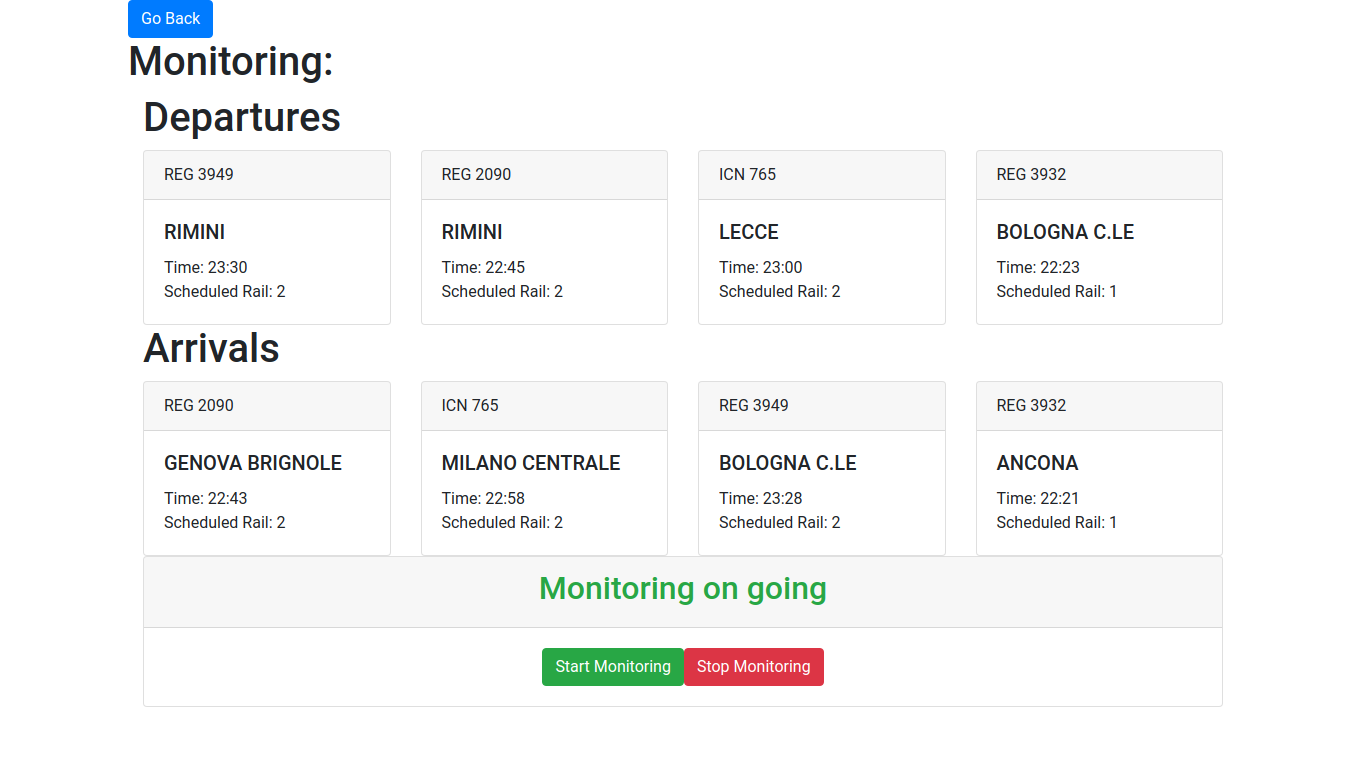 Go Back
Monitoring:
Departures
REG 3949
RIMINI
Time: 23:30
Scheduled Rail: 2
REG 2090
RIMINI
Time: 22:45
Scheduled Rail: 2
ICN 765
LECCE
Time: 23:00
Scheduled Rail: 2
REG 3932
BOLOGNA C.LE
Time: 22:23
Scheduled Rail: 1
Arrivals
REG 2090
GENOVA BRIGNOLE
Time: 22:43
Scheduled Rail: 2
ICN 765
MILANO CENTRALE
Time: 22:58
Scheduled Rail: 2
REG 3949
BOLOGNA C.LE
Time: 23:28
Scheduled Rail: 2
REG 3932
ANCONA
Time: 22:21
Scheduled Rail: 1
Monitoring on going
Start Monitoring
Stop Monitoring